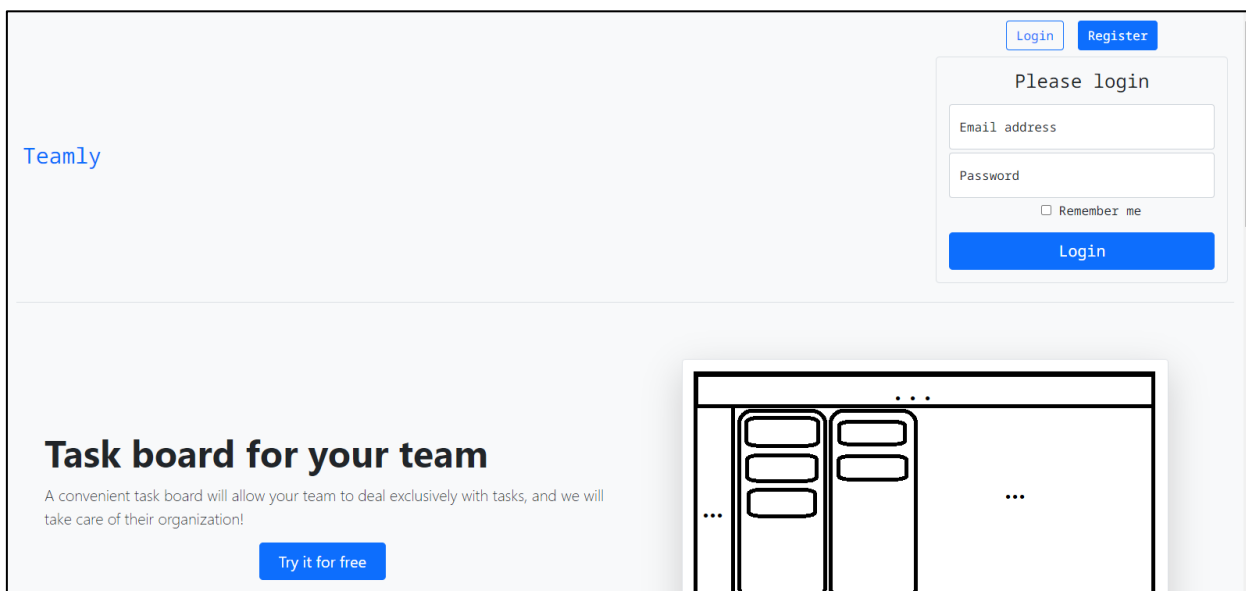 Login Register
Please login
Email address
Teamly
Password
Remember me
Login
...
Task board for your team
A convenient task board will allow your team to deal exclusively with tasks, and we will
take care of their organization!
...
...
Try it for free